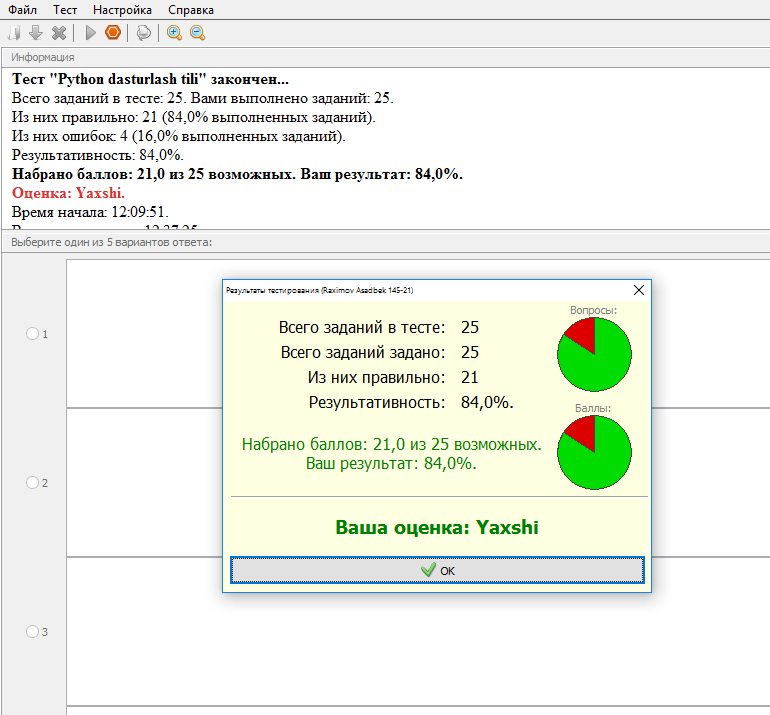 Файл Тест Настройка Справка
Информация
Тест "Python dasturlash tili" закончен...
Всего заданий в тесте: 25. Вами выполнено заданий: 25.
Из них правильно: 21 (84,0% выполненных заданий).
Из них ошибок: 4 (16,0% выполненных заданий).
Результативность: 84,0%.
Набрано баллов: 21,0 из 25 возможных. Ваш результат: 84,0%.
Оценка: Yaxshi.
Время начала: 12:09:51.
Выберите один из 5 вариантов ответа:
Результаты тестирования (Raximov Asadbek 145-21)
Всего заданий в тесте: 25
Всего заданий задано: 25
Из них правильно: 21
Результативность: 84,0%.
Вопросы:
Баллы:
Набрано баллов: 21,0 из 25 возможных.
Ваш результат: 84,0%.
Ваша оценка: Yaxshi
OK
1
2
3